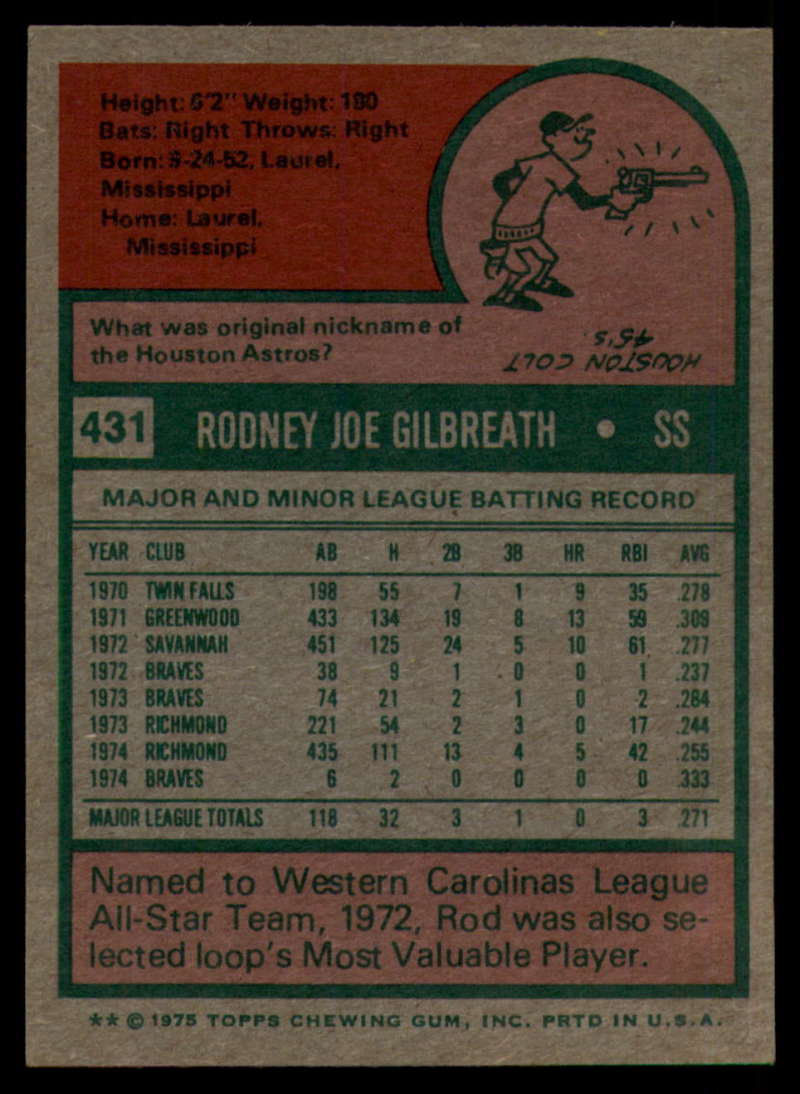 Height: 6'2" Weight: 180
Bats: Right Throws: Right
Born: 9-24-52, Laurel,
Mississippi
Home: Laurel,
Mississippi
What was original nickname of
the Houston Astros?
HOUSTON COLT
45'S.
431 RODNEY JOE GILBREATH • SS
MAJOR AND MINOR LEAGUE BATTING RECORD
YEAR CLUB AB H 2B 3B HR RBI AVG
1970 TWIN FALLS 198 55 7 1 9 35 .278
1971 GREENWOOD 433 134 19 8 13 59 .309
1972 SAVANNAH 451 125 24 5 10 61 .277
1972 BRAVES 38 9 1 0 0 1 .237
1973 BRAVES 74 21 2 1 0 2 .284
1973 RICHMOND 221 54 2 3 0 17 .244
1974 RICHMOND 435 111 13 4 5 42 .255
1974 BRAVES 6 2 0 0 0 0 .333
MAJOR LEAGUE TOTALS 118 32 3 1 0 3 .271
Named to Western Carolinas League
All-Star Team, 1972, Rod was also se-
lected loop's Most Valuable Player.
** © 1975 TOPPS CHEWING GUM, INC. PRTD IN U.S.A.